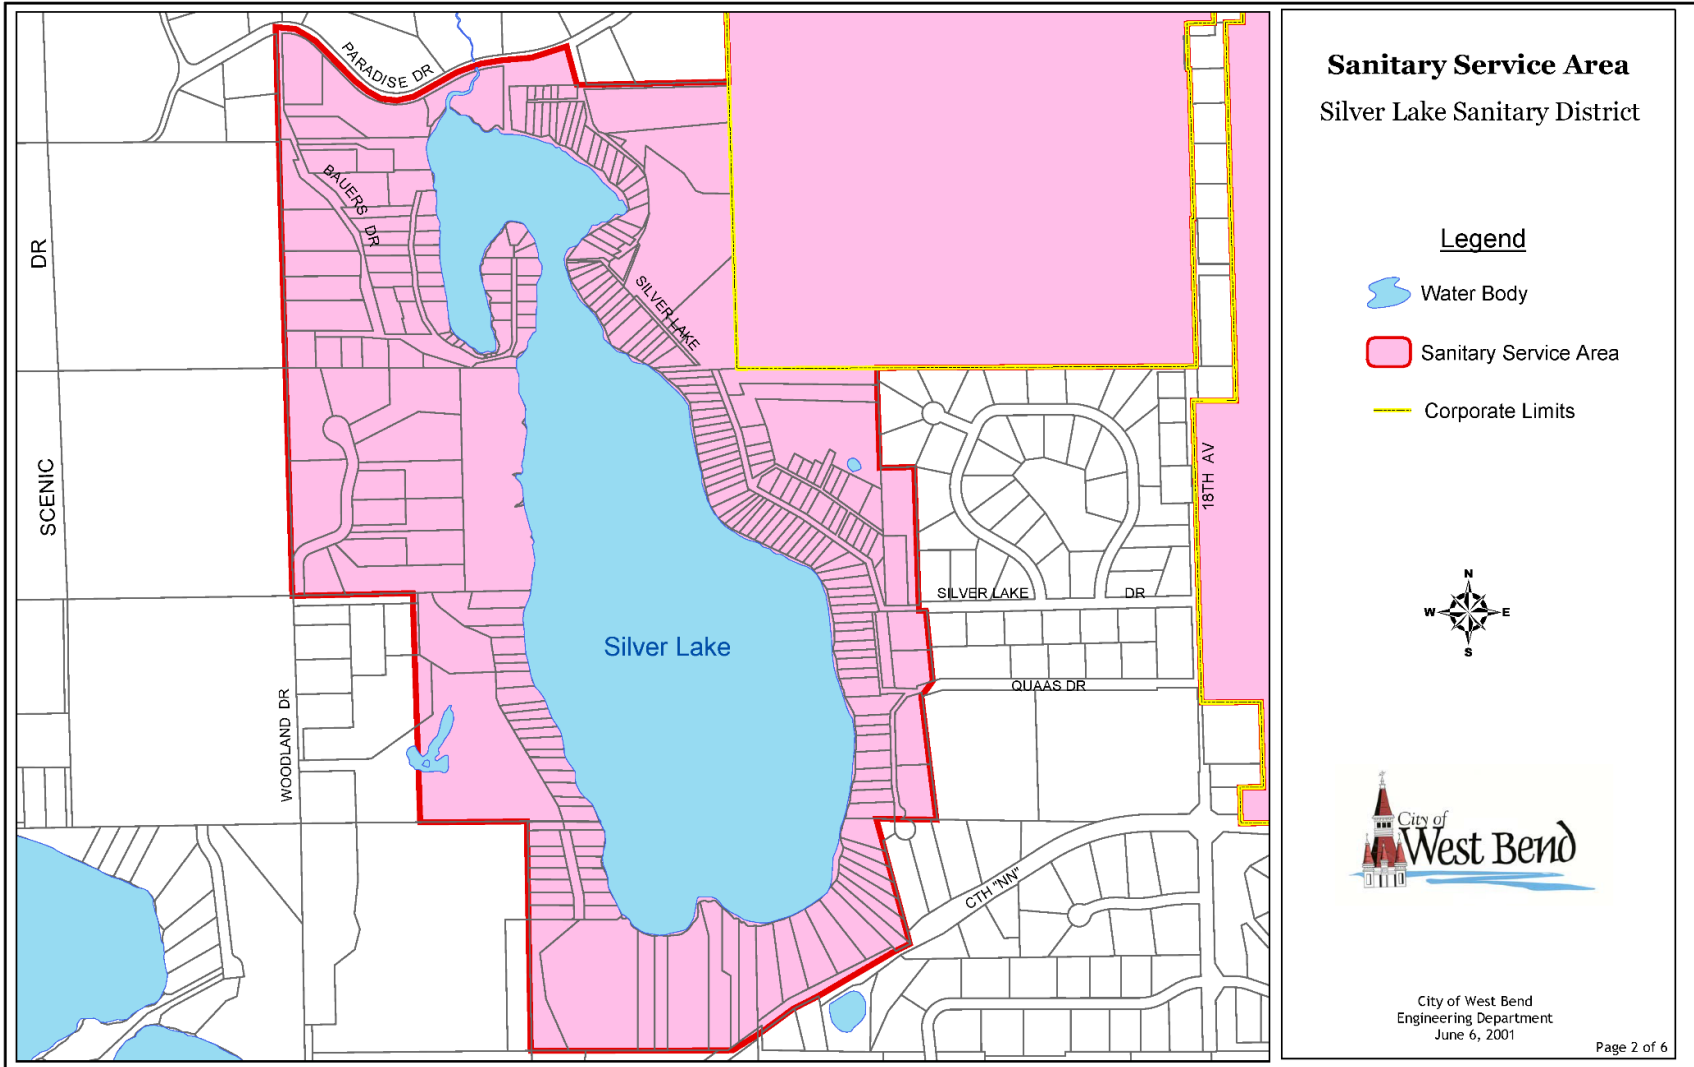 PARADISE DR
BAUERS DR
DR
SCENIC
SILVER LAKE
18TH AV
SILVER LAKE DR
Silver Lake
QUAAS DR
WOODLAND DR
CTH "NN"
Sanitary Service Area
Silver Lake Sanitary District
Legend
Water Body
Sanitary Service Area
Corporate Limits
N
W E
S
City of
West Bend
City of West Bend
Engineering Department
June 6, 2001
Page 2 of 6